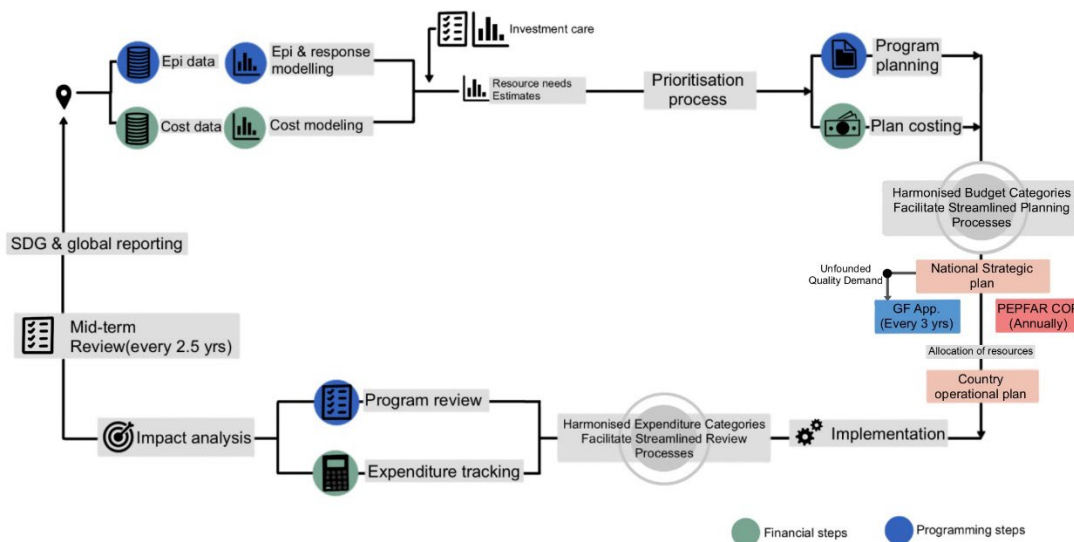 Investment care
Epi data
Epi & response
modelling
Cost data
Cost modeling
Resource needs
Estimates
Prioritisation
process
Program
planning
Plan costing
Harmonised Budget Categories
Facilitate Streamlined Planning
Processes
SDG & global reporting
Unfounded
Quality Demand
National Strategic
plan
GF App.
(Every 3 yrs)
PEPFAR COP
(Annually)
Mid-term
Review(every 2.5 yrs)
Allocation of resources
Country
operational plan
Program review
Impact analysis
Expenditure tracking
Harmonised Expenditure Categories
Facilitate Streamlined Review
Processes
Implementation
Financial steps
Programming steps